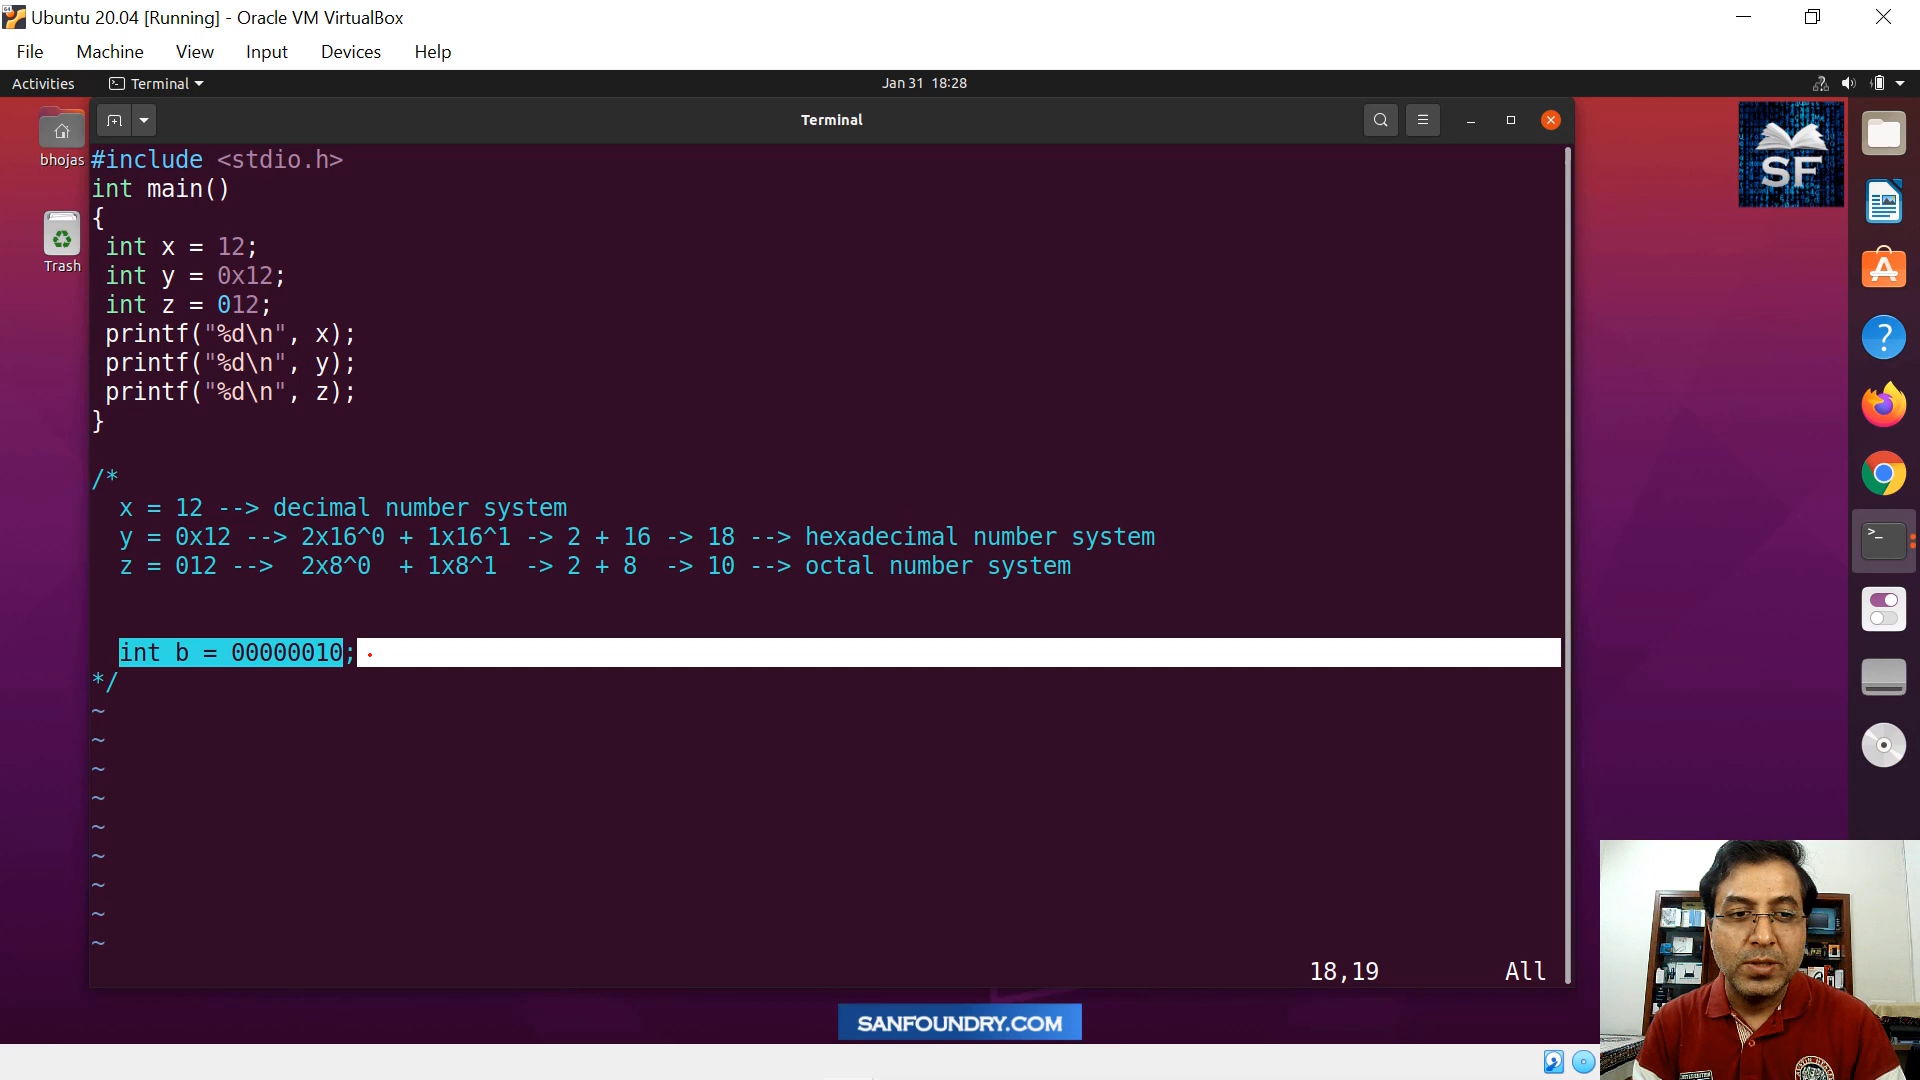 Ubuntu 20.04 [Running] - Oracle VM VirtualBox
File Machine View Input Devices Help
Activities Terminal Jan 31 18:28
Terminal
bhojas
Trash
#include <stdio.h>
int main()
{
int x = 12;
int y = 0x12;
int z = 012;
printf("%d\n", x);
printf("%d\n", y);
printf("%d\n", z);
}
/*
x = 12 --> decimal number system
y = 0x12 --> 2x16^0 + 1x16^1 -> 2 + 16 -> 18 --> hexadecimal number system
z = 012 --> 2x8^0 + 1x8^1 -> 2 + 8 -> 10 --> octal number system
int b = 00000010;
*/
~
~
~
~
~
~
~
~
~
18,19 All
SF
SANFOUNDRY.COM